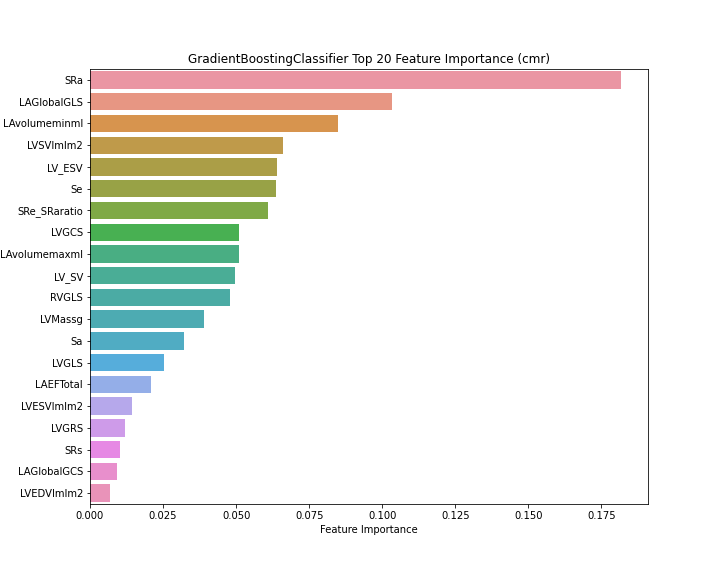 GradientBoostingClassifier Top 20 Feature Importance (cmr)
SRa
LAGlobalGLS
LAvolumeminml
LVSVImlm2
LV_ESV
Se
SRe_SRaratio
LVGCS
LAvolumemaxml
LV_SV
RVGLS
LVMassg
Sa
LVGLS
LAEFTotal
LVESVImlm2
LVGRS
SRs
LAGlobalGCS
LVEDVImlm2
0.000 0.025 0.050 0.075 0.100 0.125 0.150 0.175
Feature Importance